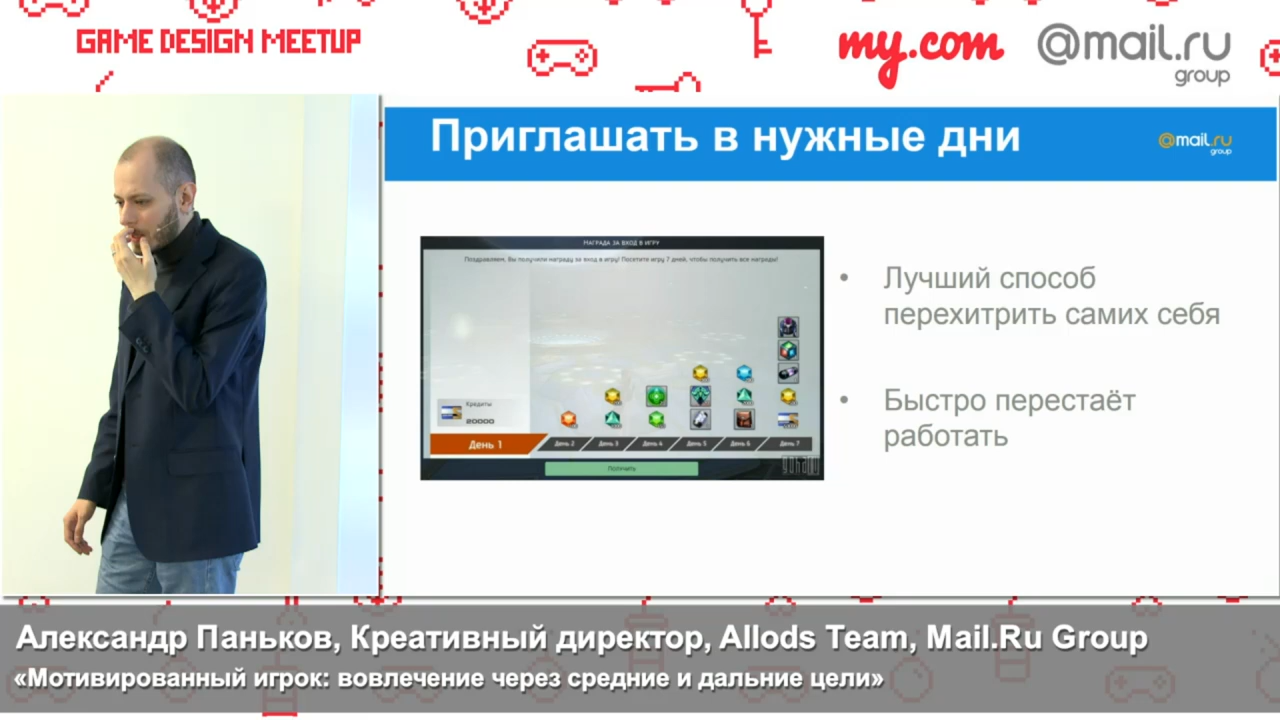 GAME DESIGN MEETUP
my.com
@mail.ru
group
Приглашать в нужные дни
@mail.ru
group
НАГРАДА ЗА ВХОД В ИГРУ
Поздравляем, Вы получили награду за вход в игру! Посетите игру 7 дней, чтобы получить все награды!
Кредиты
20000
День 1
День 2
День 3
День 4
День 5
День 6
День 7
ПОЛУЧИТЬ
• Лучший способ
перехитрить самих себя
• Быстро перестаёт
работать
Александр Паньков, Креативный директор, Allods Team, Mail.Ru Group
«Мотивированный игрок: вовлечение через средние и дальние цели»